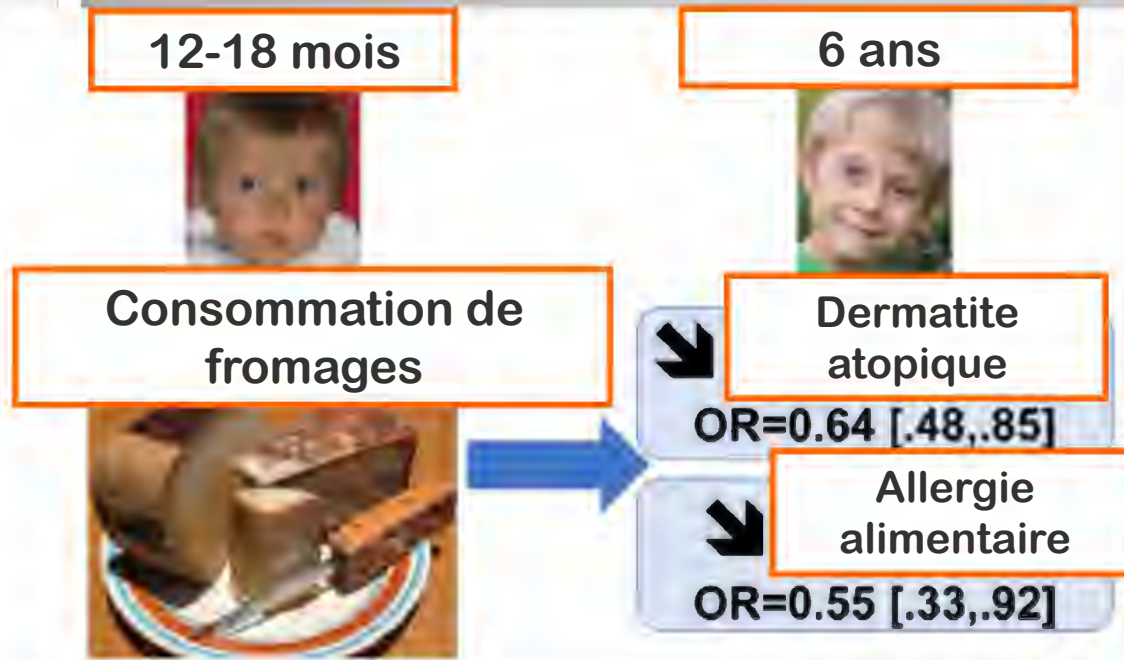 12-18 mois
6 ans
Consommation de
fromages
Dermatite
atopique
OR=0.64 [.48,.85]
Allergie
alimentaire
OR=0.55 [.33,.92]